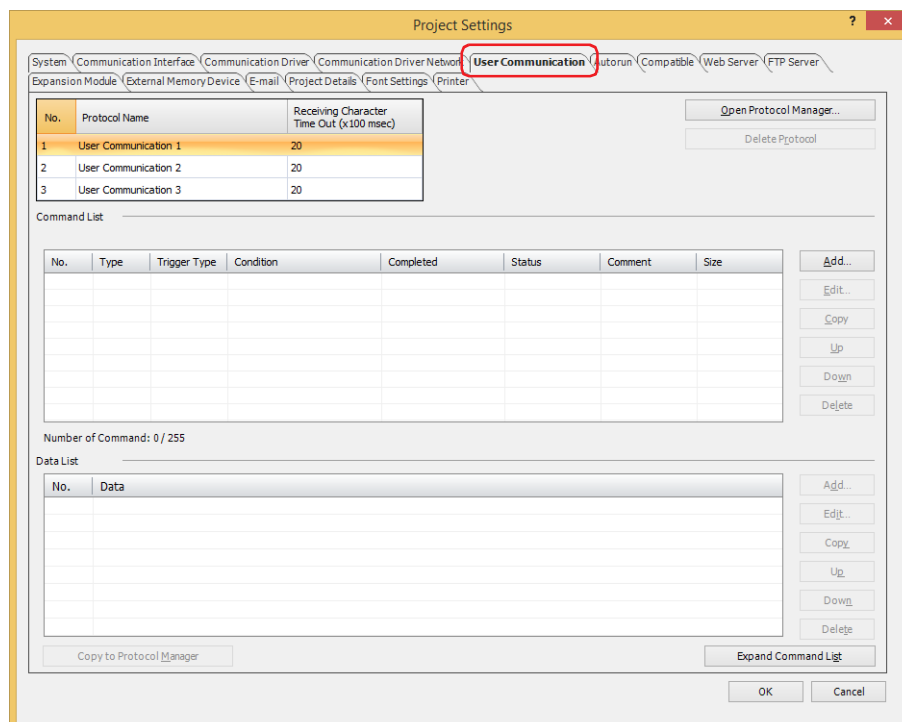 Project Settings
? ×
System Communication Interface Communication Driver Communication Driver Network User Communication Autorun Compatible Web Server FTP Server
Expansion Module External Memory Device E-mail Project Details Font Settings Printer
No. Protocol Name Receiving Character Time Out (x100 msec)
1 User Communication 1 20
2 User Communication 2 20
3 User Communication 3 20
Open Protocol Manager...
Delete Protocol
Command List
No. Type Trigger Type Condition Completed Status Comment Size
Add...
Edit...
Copy
Up
Down
Delete
Number of Command: 0 / 255
Data List
No. Data
Add...
Edit...
Copy
Up
Down
Delete
Copy to Protocol Manager
Expand Command List
OK Cancel